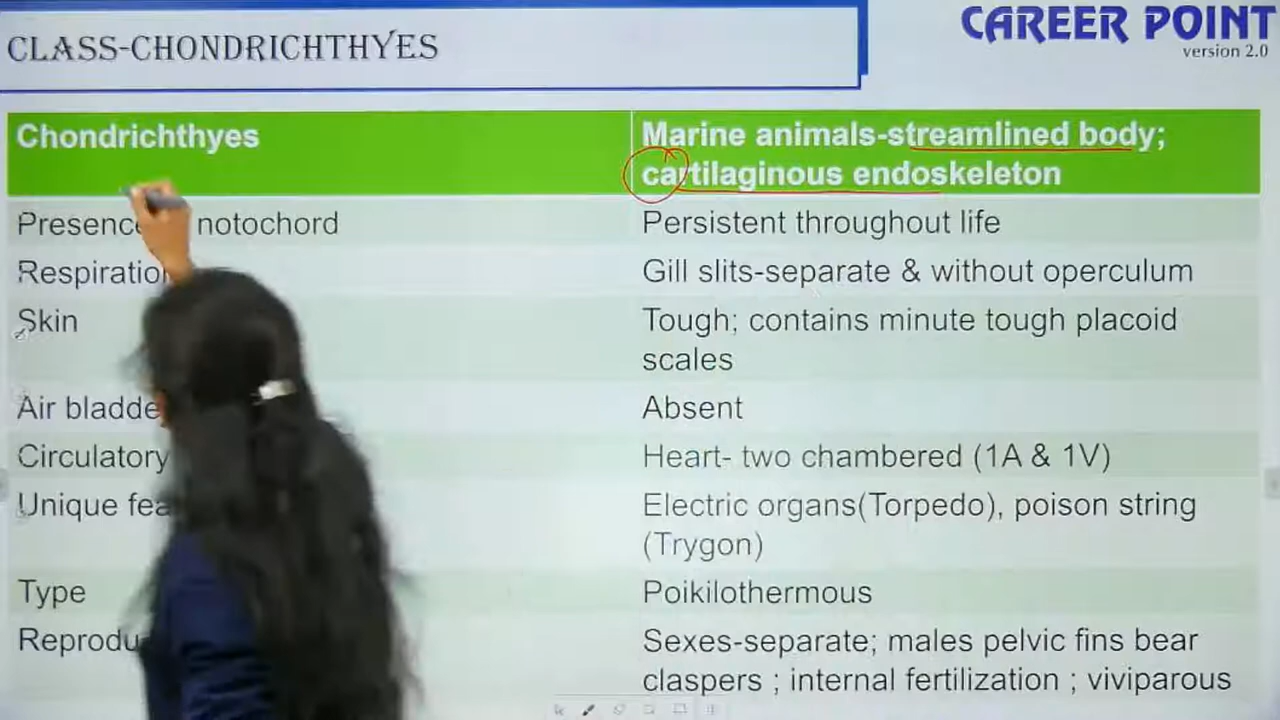 CLASS-CHONDRICHTHYES
CAREER POINT
version 2.0
Chondrichthyes
Marine animals-streamlined body;
cartilaginous endoskeleton
Presence notochord
Persistent throughout life
Respiration
Gill slits-separate & without operculum
Skin
Tough; contains minute tough placoid
scales
Air bladde
Absent
Circulatory
Heart- two chambered (1A & 1V)
Unique fea
Electric organs(Torpedo), poison string
(Trygon)
Type
Poikilothermous
Reprodu
Sexes-separate; males pelvic fins bear
claspers ; internal fertilization ; viviparous